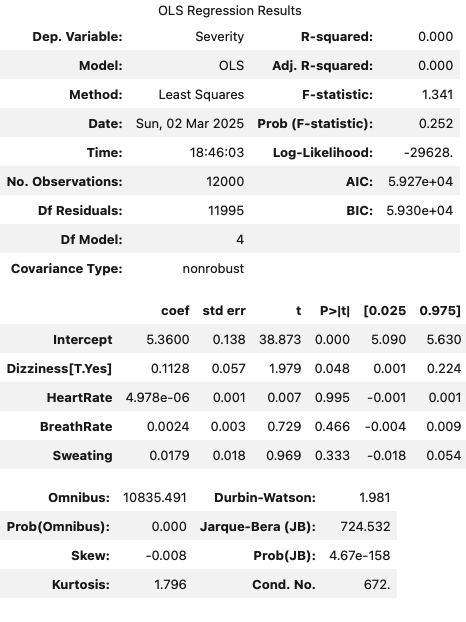 OLS Regression Results
Dep. Variable: Severity R-squared: 0.000
Model: OLS Adj. R-squared: 0.000
Method: Least Squares F-statistic: 1.341
Date: Sun, 02 Mar 2025 Prob (F-statistic): 0.252
Time: 18:46:03 Log-Likelihood: -29628.
No. Observations: 12000 AIC: 5.927e+04
Df Residuals: 11995 BIC: 5.930e+04
Df Model: 4
Covariance Type: nonrobust
coef std err t P>|t| [0.025 0.975]
Intercept 5.3600 0.138 38.873 0.000 5.090 5.630
Dizziness[T.Yes] 0.1128 0.057 1.979 0.048 0.001 0.224
HeartRate 4.978e-06 0.001 0.007 0.995 -0.001 0.001
BreathRate 0.0024 0.003 0.729 0.466 -0.004 0.009
Sweating 0.0179 0.018 0.969 0.333 -0.018 0.054
Omnibus: 10835.491 Durbin-Watson: 1.981
Prob(Omnibus): 0.000 Jarque-Bera (JB): 724.532
Skew: -0.008 Prob(JB): 4.67e-158
Kurtosis: 1.796 Cond. No. 672.